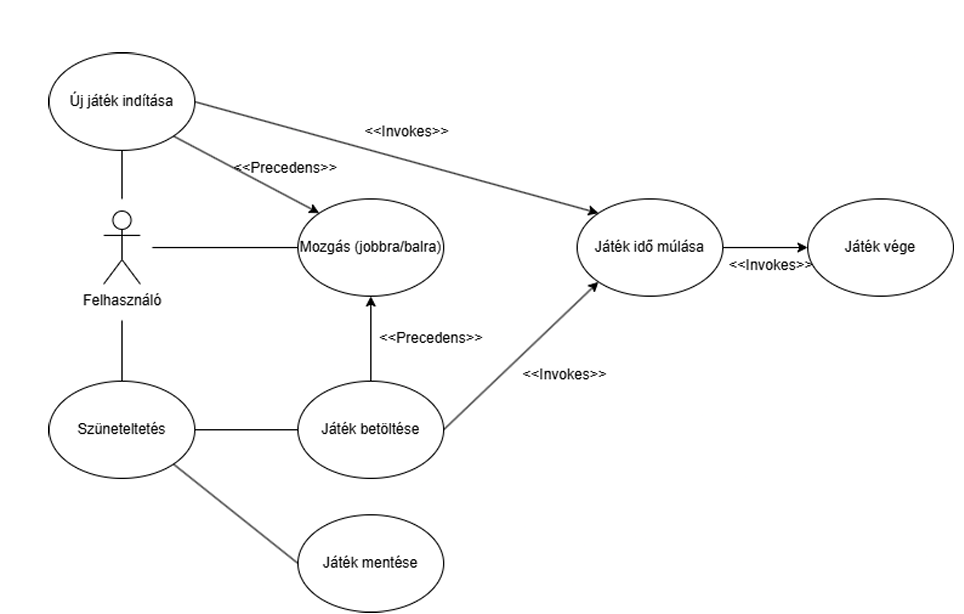 Új játék indítása
<<Invokes>>
<<Precedens>>
Mozgás (jobbra/balra)
Játék idő múlása
Játék vége
<<Invokes>>
Felhasználó
<<Precedens>>
<<Invokes>>
Szüneteltetés
Játék betöltése
Játék mentése